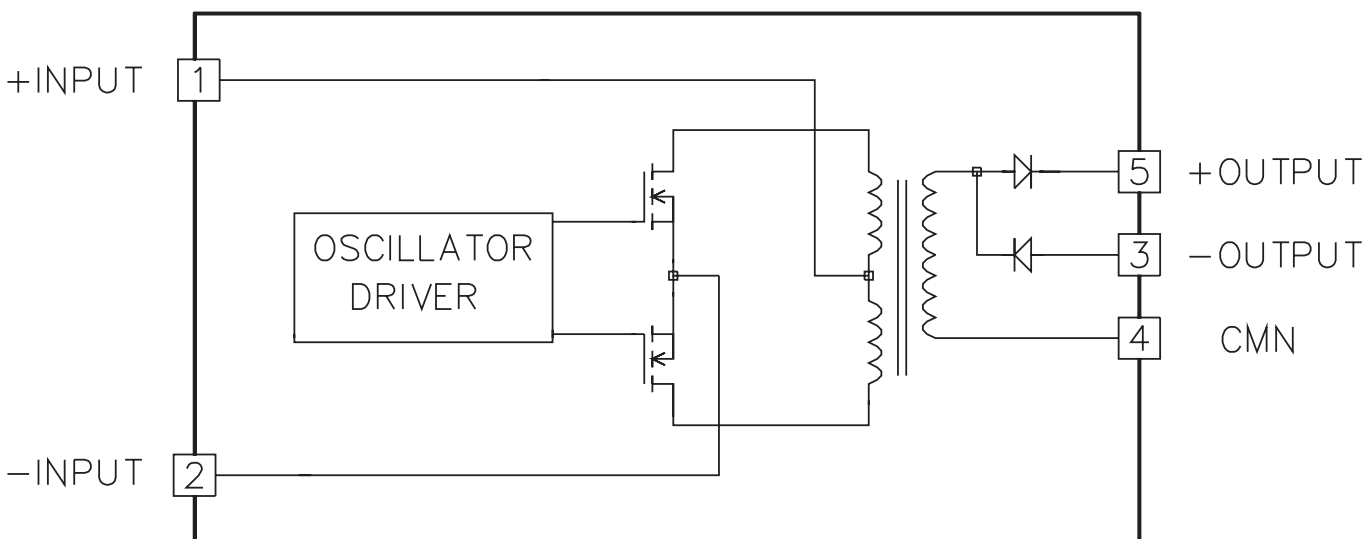 +INPUT 1
5 +OUTPUT
OSCILLATOR
DRIVER
3 -OUTPUT
4 CMN
-INPUT 2